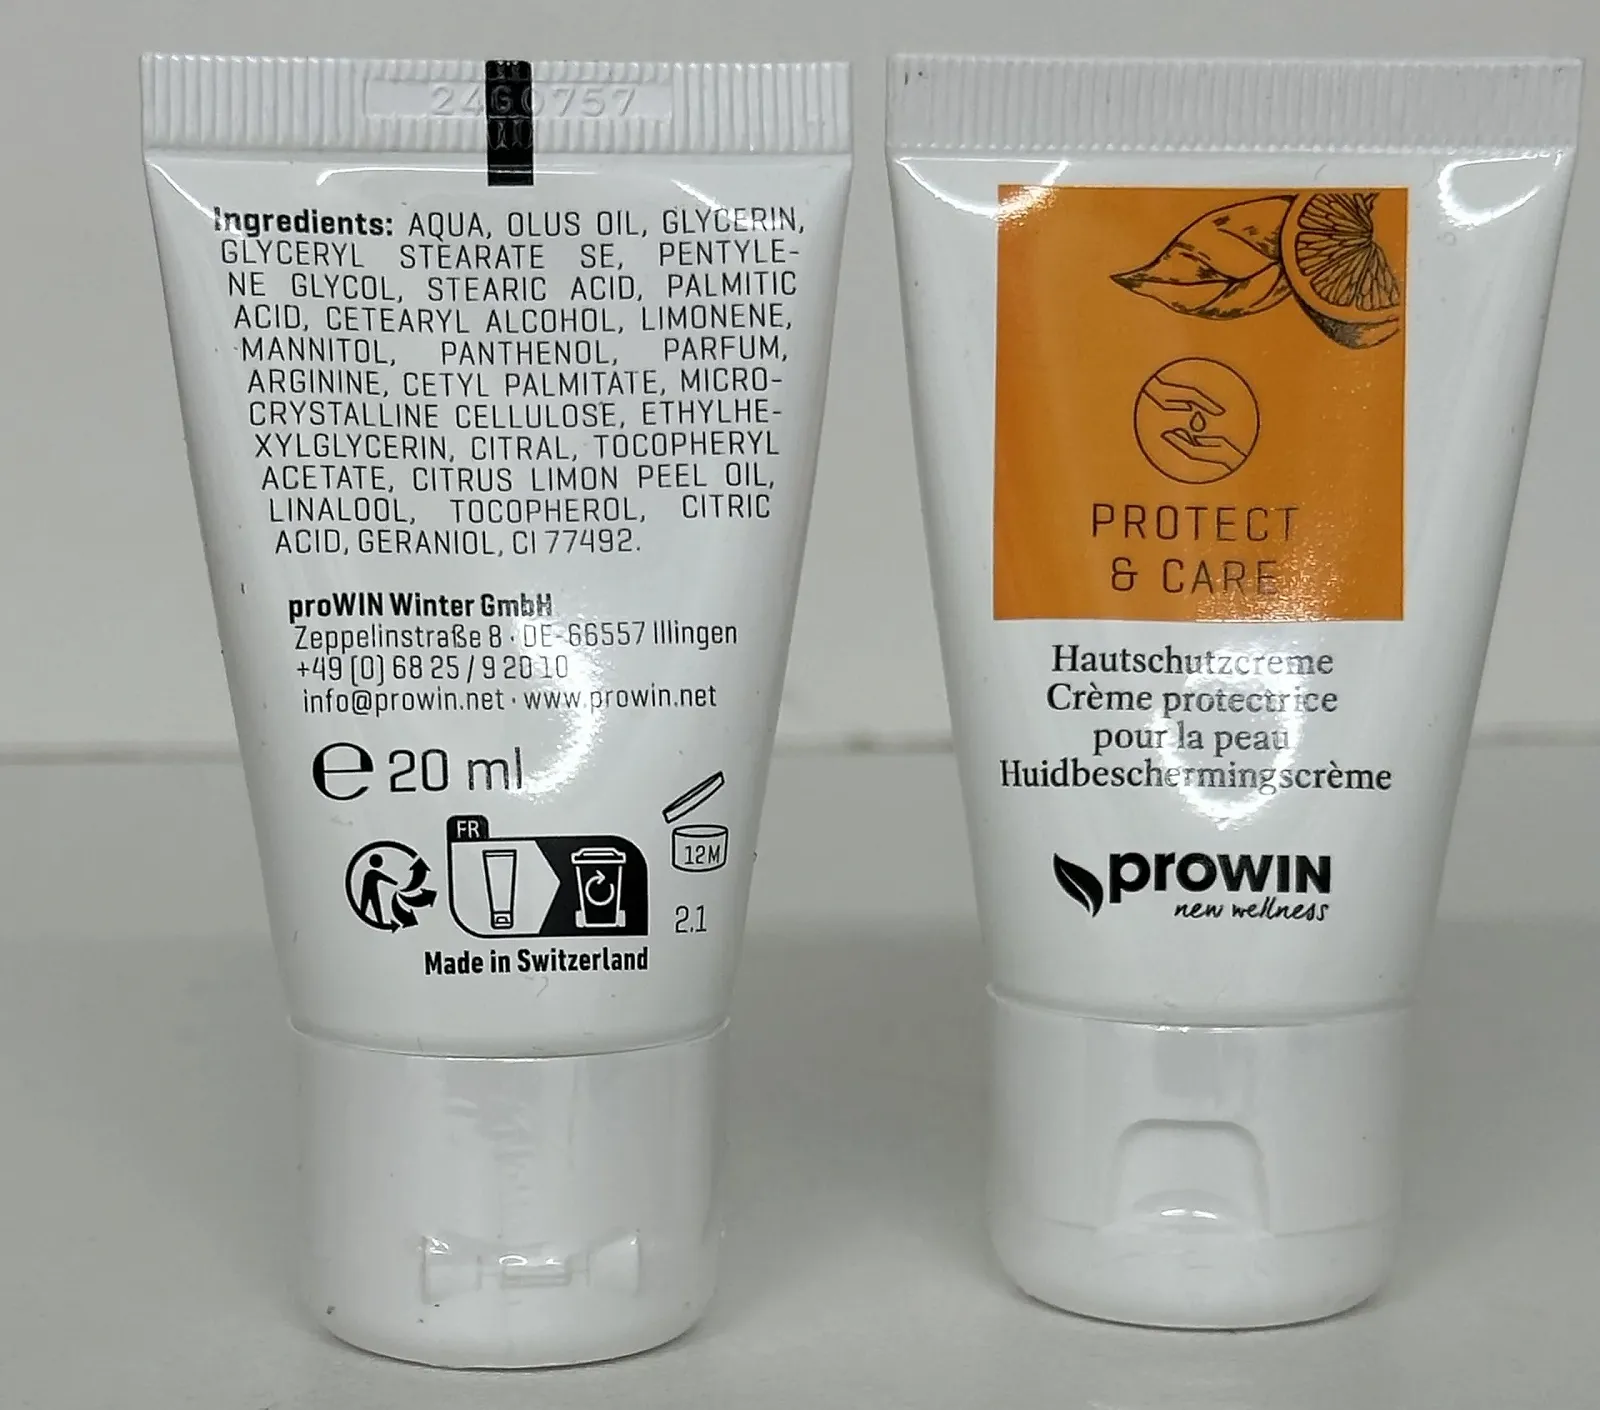 24G0757
Ingredients: AQUA, OLUS OIL, GLYCERIN,
GLYCERYL STEARATE SE, PENTYLE-
NE GLYCOL, STEARIC ACID, PALMITIC
ACID, CETEARYL ALCOHOL, LIMONENE,
MANNITOL, PANTHENOL, PARFUM,
ARGININE, CETYL PALMITATE, MICRO-
CRYSTALLINE CELLULOSE, ETHYLHE-
XYLGLYCERIN, CITRAL, TOCOPHERYL
ACETATE, CITRUS LIMON PEEL OIL,
LINALOOL, TOCOPHEROL, CITRIC
ACID, GERANIOL, CI 77492.
proWIN Winter GmbH
Zeppelinstraße 8 · DE-66557 Illingen
+49 (0) 68 25 / 9 20 10
info@prowin.net · www.prowin.net
℮ 20 ml
FR
12M
2.1
Made in Switzerland
PROTECT
& CARE
Hautschutzcreme
Crème protectrice
pour la peau
Huidbeschermingscrème
proWIN
new wellness